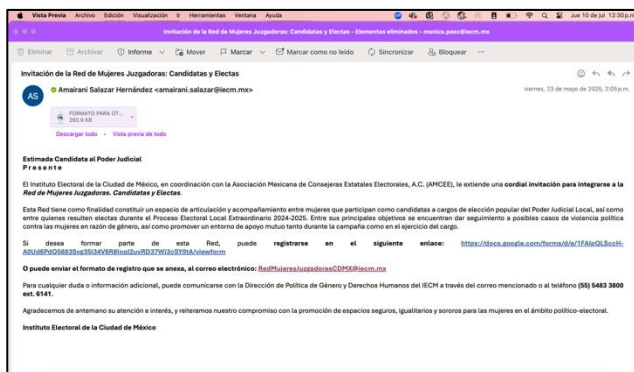 Vista Previa Archivo Edición Visualización Ir Herramientas Ventana Ayuda
Jue 10 de jul 12:30 p.m.
Invitación de la Red de Mujeres Juzgadoras: Candidatas y Electas - Elementos eliminados - monica.paez@iecm.mx
Eliminar Archivar Informe Mover Marcar Marcar como no leído Sincronizar Bloquear ...
Invitación de la Red de Mujeres Juzgadoras: Candidatas y Electas
AS
Amairani Salazar Hernández <amairani.salazar@iecm.mx>
viernes, 23 de mayo de 2025, 2:05 p.m.
FORMATO PARA OT...
292.9 KB
Descargar todo • Vista previa de todo
Estimada Candidata al Poder Judicial
P r e s e n t e
El Instituto Electoral de la Ciudad de México, en coordinación con la Asociación Mexicana de Consejeras Estatales Electorales, A.C. (AMCEE), le extiende una cordial invitación para integrarse a la
Red de Mujeres Juzgadoras. Candidatas y Electas.
Esta Red tiene como finalidad constituir un espacio de articulación y acompañamiento entre mujeres que participan como candidatas a cargos de elección popular del Poder Judicial Local, así como
entre quienes resulten electas durante el Proceso Electoral Local Extraordinario 2024-2025. Entre sus principales objetivos se encuentran dar seguimiento a posibles casos de violencia política
contra las mujeres en razón de género, así como promover un entorno de apoyo mutuo tanto durante la campaña como en el ejercicio del cargo.
Si desea formar parte de esta Red, puede registrarse en el siguiente enlace:
O puede enviar el formato de registro que se anexa, al correo electrónico: RedMujeresJuzgadorasCDMX@iecm.mx
Para cualquier duda o información adicional, puede comunicarse con la Dirección de Política de Género y Derechos Humanos del IECM a través del correo mencionado o al teléfono (55) 5483 3800
ext. 6141.
Agradecemos de antemano su atención e interés, y reiteramos nuestro compromiso con la promoción de espacios seguros, igualitarios y sororos para las mujeres en el ámbito político-electoral.
Instituto Electoral de la Ciudad de México